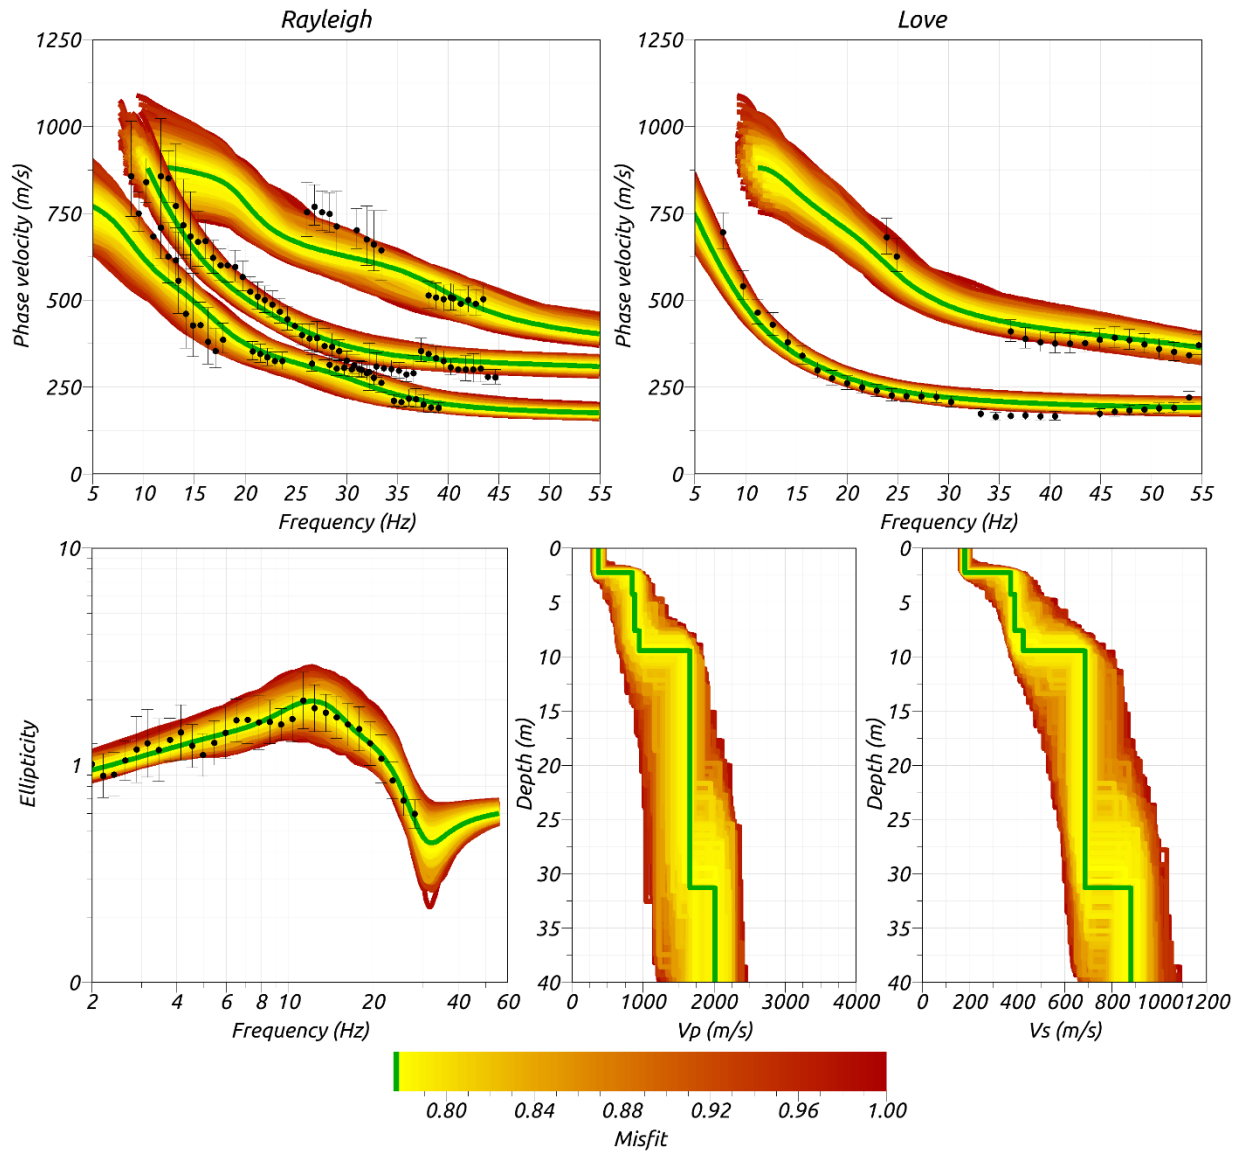 Rayleigh
Love
1250
1000
750
500
250
0
Phase velocity (m/s)
5 10 15 20 25 30 35 40 45 50 55
Frequency (Hz)
1250
1000
750
500
250
0
Phase velocity (m/s)
5 10 15 20 25 30 35 40 45 50 55
Frequency (Hz)
10
1
0
Ellipticity
2 4 6 8 10 20 40 60
Frequency (Hz)
0
5
10
15
20
25
30
35
40
Depth (m)
0 1000 2000 3000 4000
Vp (m/s)
0
5
10
15
20
25
30
35
40
Depth (m)
0 200 400 600 800 1000 1200
Vs (m/s)
0.80 0.84 0.88 0.92 0.96 1.00
Misfit